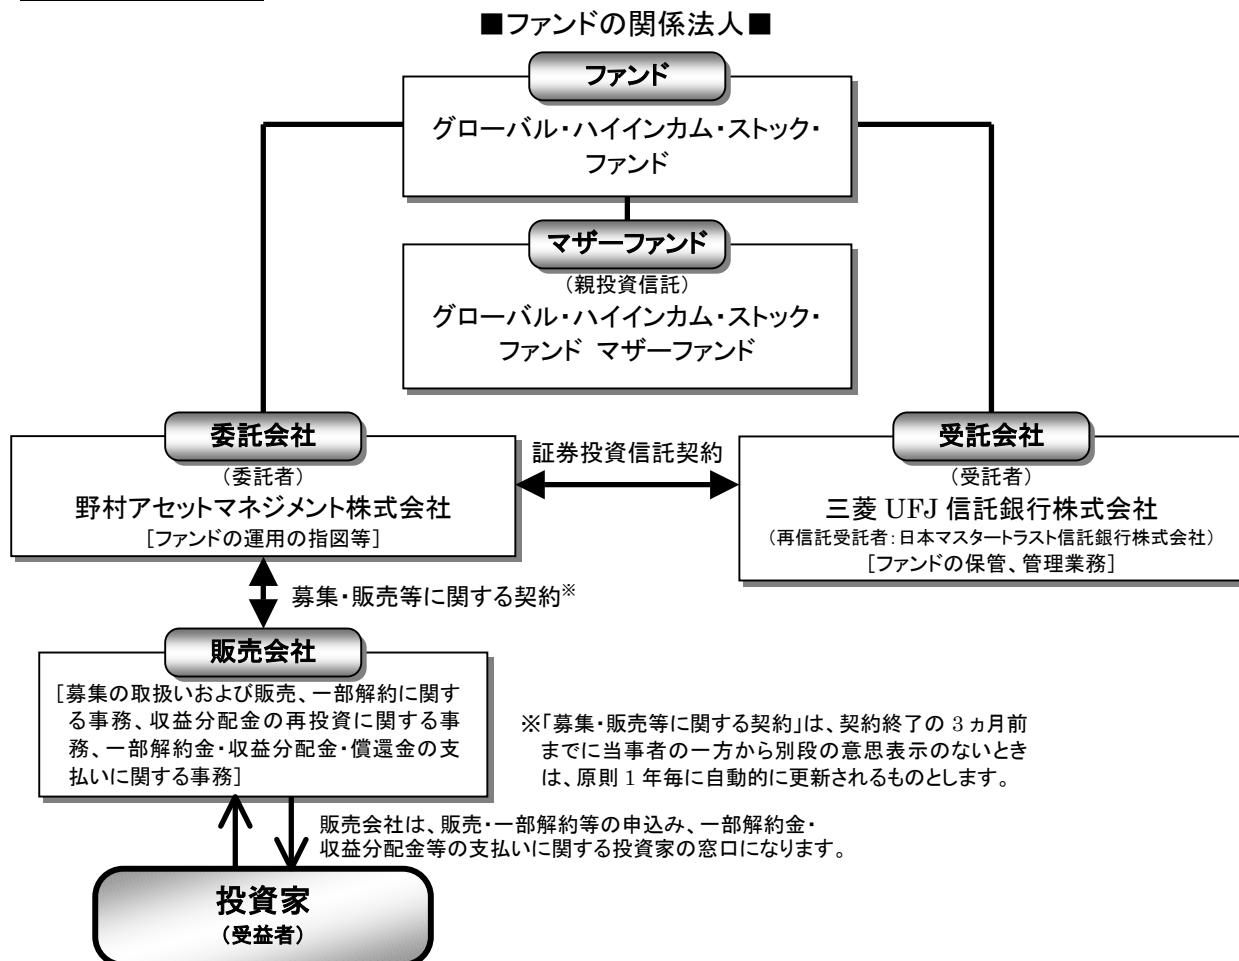 ■ファンドの関係法人■
ファンド
グローバル・ハイインカム・ストック・
ファンド
マザーファンド
（親投資信託）
グローバル・ハイインカム・ストック・
ファンド マザーファンド
委託会社
（委託者）
野村アセットマネジメント株式会社
［ファンドの運用の指図等］
証券投資信託契約
受託会社
（受託者）
三菱 UFJ 信託銀行株式会社
（再信託受託者：日本マスタートラスト信託銀行株式会社）
［ファンドの保管、管理業務］
募集・販売等に関する契約※
販売会社
［募集の取扱いおよび販売、一部解約に関す
る事務、収益分配金の再投資に関する事
務、一部解約金・収益分配金・償還金の支
払いに関する事務］
※「募集・販売等に関する契約」は、契約終了の 3 ヵ月前
までに当事者の一方から別段の意思表示のないとき
は、原則 1 年毎に自動的に更新されるものとします。
販売会社は、販売・一部解約等の申込み、一部解約金・
収益分配金等の支払いに関する投資家の窓口になります。
投資家
（受益者）